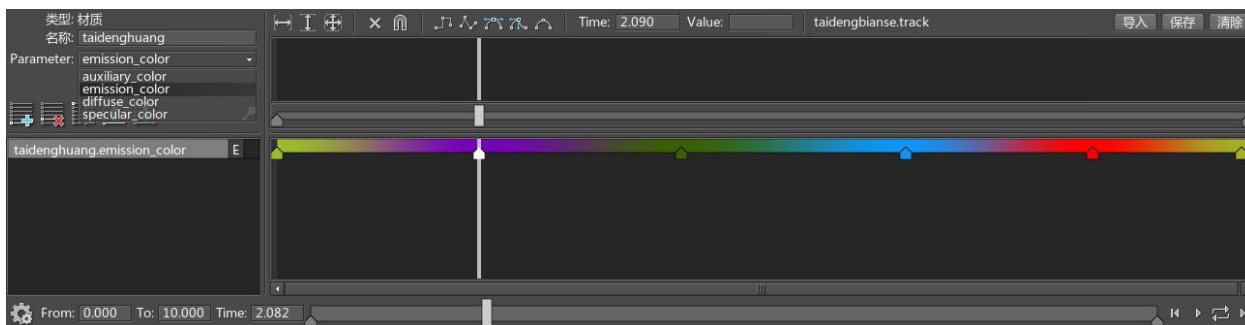 类型: 材质
名称: taidenghuang
Parameter: emission_color
auxiliary_color
emission_color
diffuse_color
specular_color
Time: 2.090 Value: taidengbianse.track 导入 保存 清除
taidenghuang.emission_color E
From: 0.000 To: 10.000 Time: 2.082